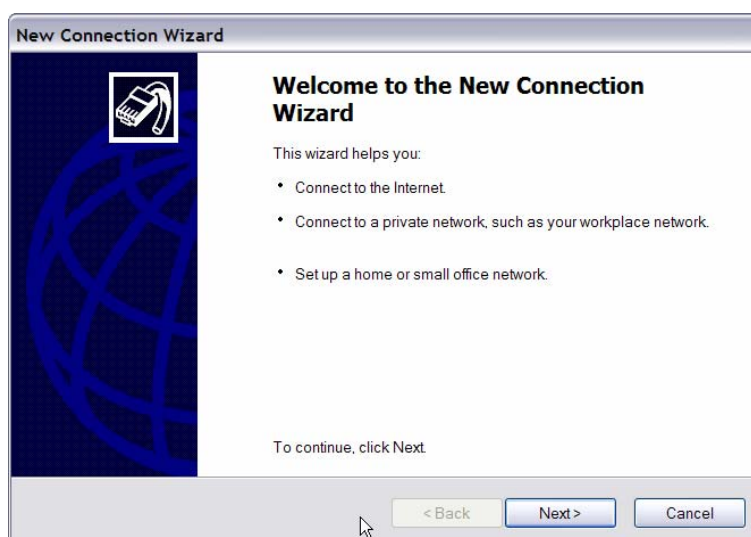 New Connection Wizard
Welcome to the New Connection
Wizard
This wizard helps you:
• Connect to the Internet.
• Connect to a private network, such as your workplace network.
• Set up a home or small office network.
To continue, click Next.
< Back Next > Cancel